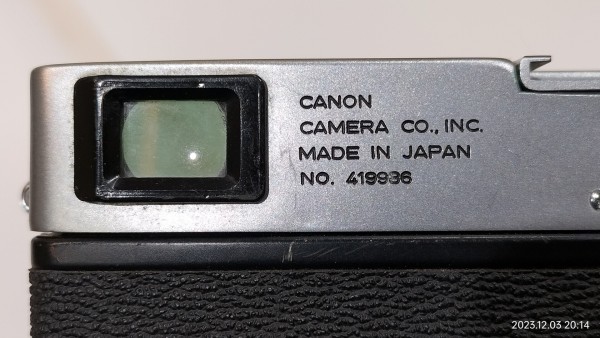 CANON
CAMERA CO., INC.
MADE IN JAPAN
NO. 419936
2023.12.03 20:14